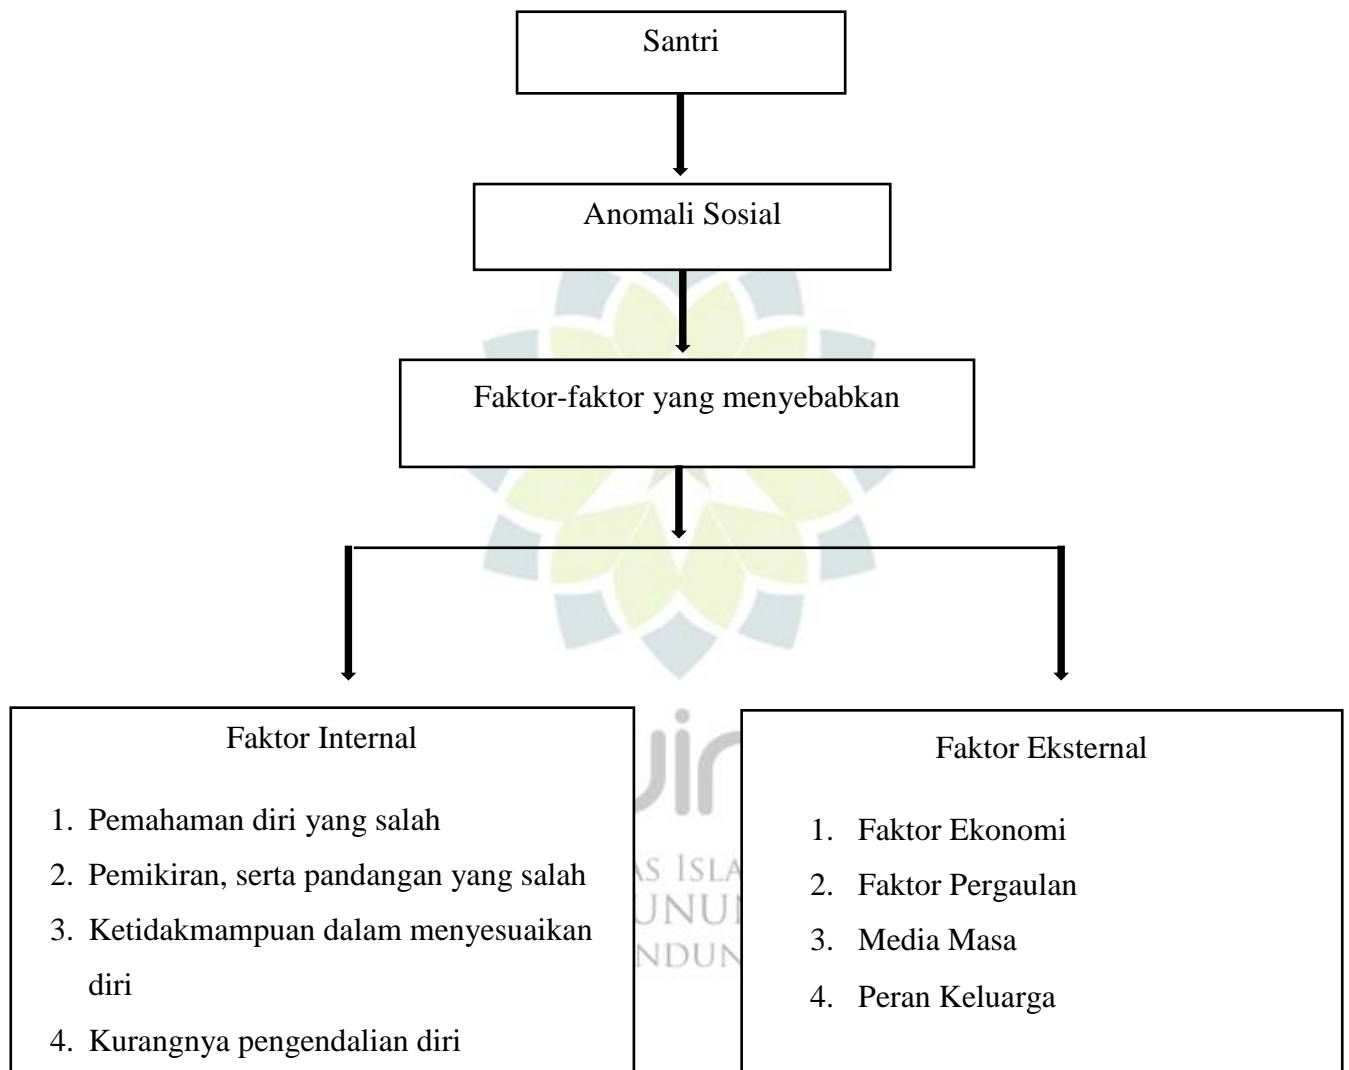 Santri
Anomali Sosial
Faktor-faktor yang menyebabkan
Faktor Internal
1. Pemahaman diri yang salah
2. Pemikiran, serta pandangan yang salah
3. Ketidakmampuan dalam menyesuaikan
diri
4. Kurangnya pengendalian diri
Faktor Eksternal
1. Faktor Ekonomi
2. Faktor Pergaulan
3. Media Masa
4. Peran Keluarga